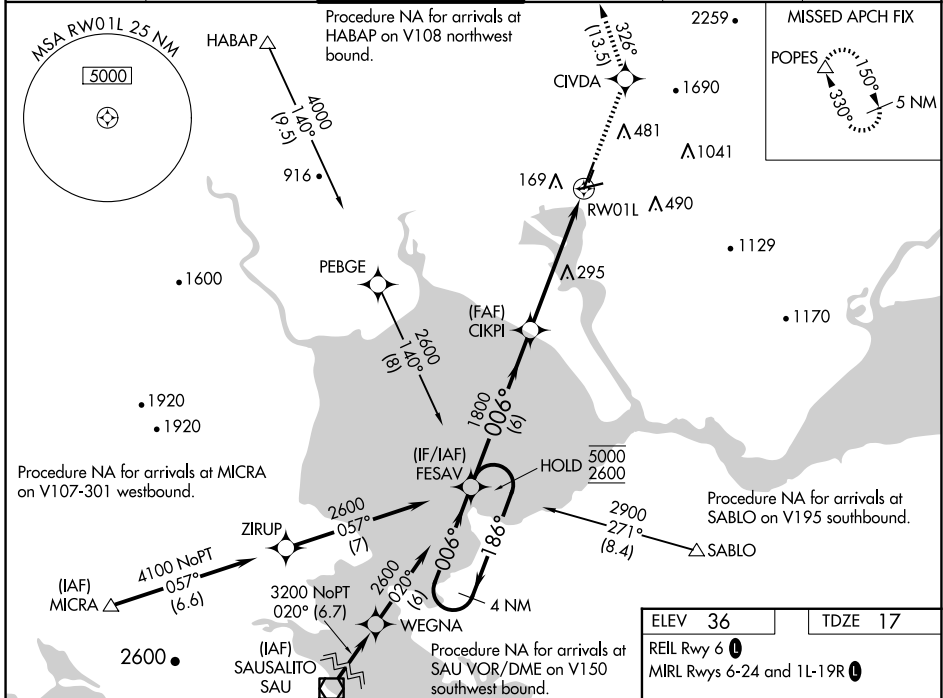 MSA RW01L 25 NM
5000
HABAP
Procedure NA for arrivals at
HABAP on V108 northwest
bound.
4000
140°
(9.5)
916
326°
(13.5)
CIVDA
2259
1690
481
1041
169
RW01L
490
MISSED APCH FIX
POPES
150°
330°
5 NM
1129
295
1170
1600
PEBGE
2600
140°
(8)
(FAF)
CIKPI
1800
006°
(6)
1920
1920
Procedure NA for arrivals at MICRA
on V107-301 westbound.
(IF/IAF)
FESAV
HOLD
5000
2600
Procedure NA for arrivals at
SABLO on V195 southbound.
2900
271°
(8.4)
SABLO
ZIRUP
2600
057°
(7)
4100 NoPT
057°
(6.6)
(IAF)
MICRA
006°
186°
4 NM
2600
020°
(6)
3200 NoPT
020° (6.7)
WEGNA
(IAF)
SAUSALITO
SAU
2600
Procedure NA for arrivals at
SAU VOR/DME on V150
southwest bound.
ELEV 36
TDZE 17
REIL Rwy 6 L
MIRL Rwys 6-24 and 1L-19R L